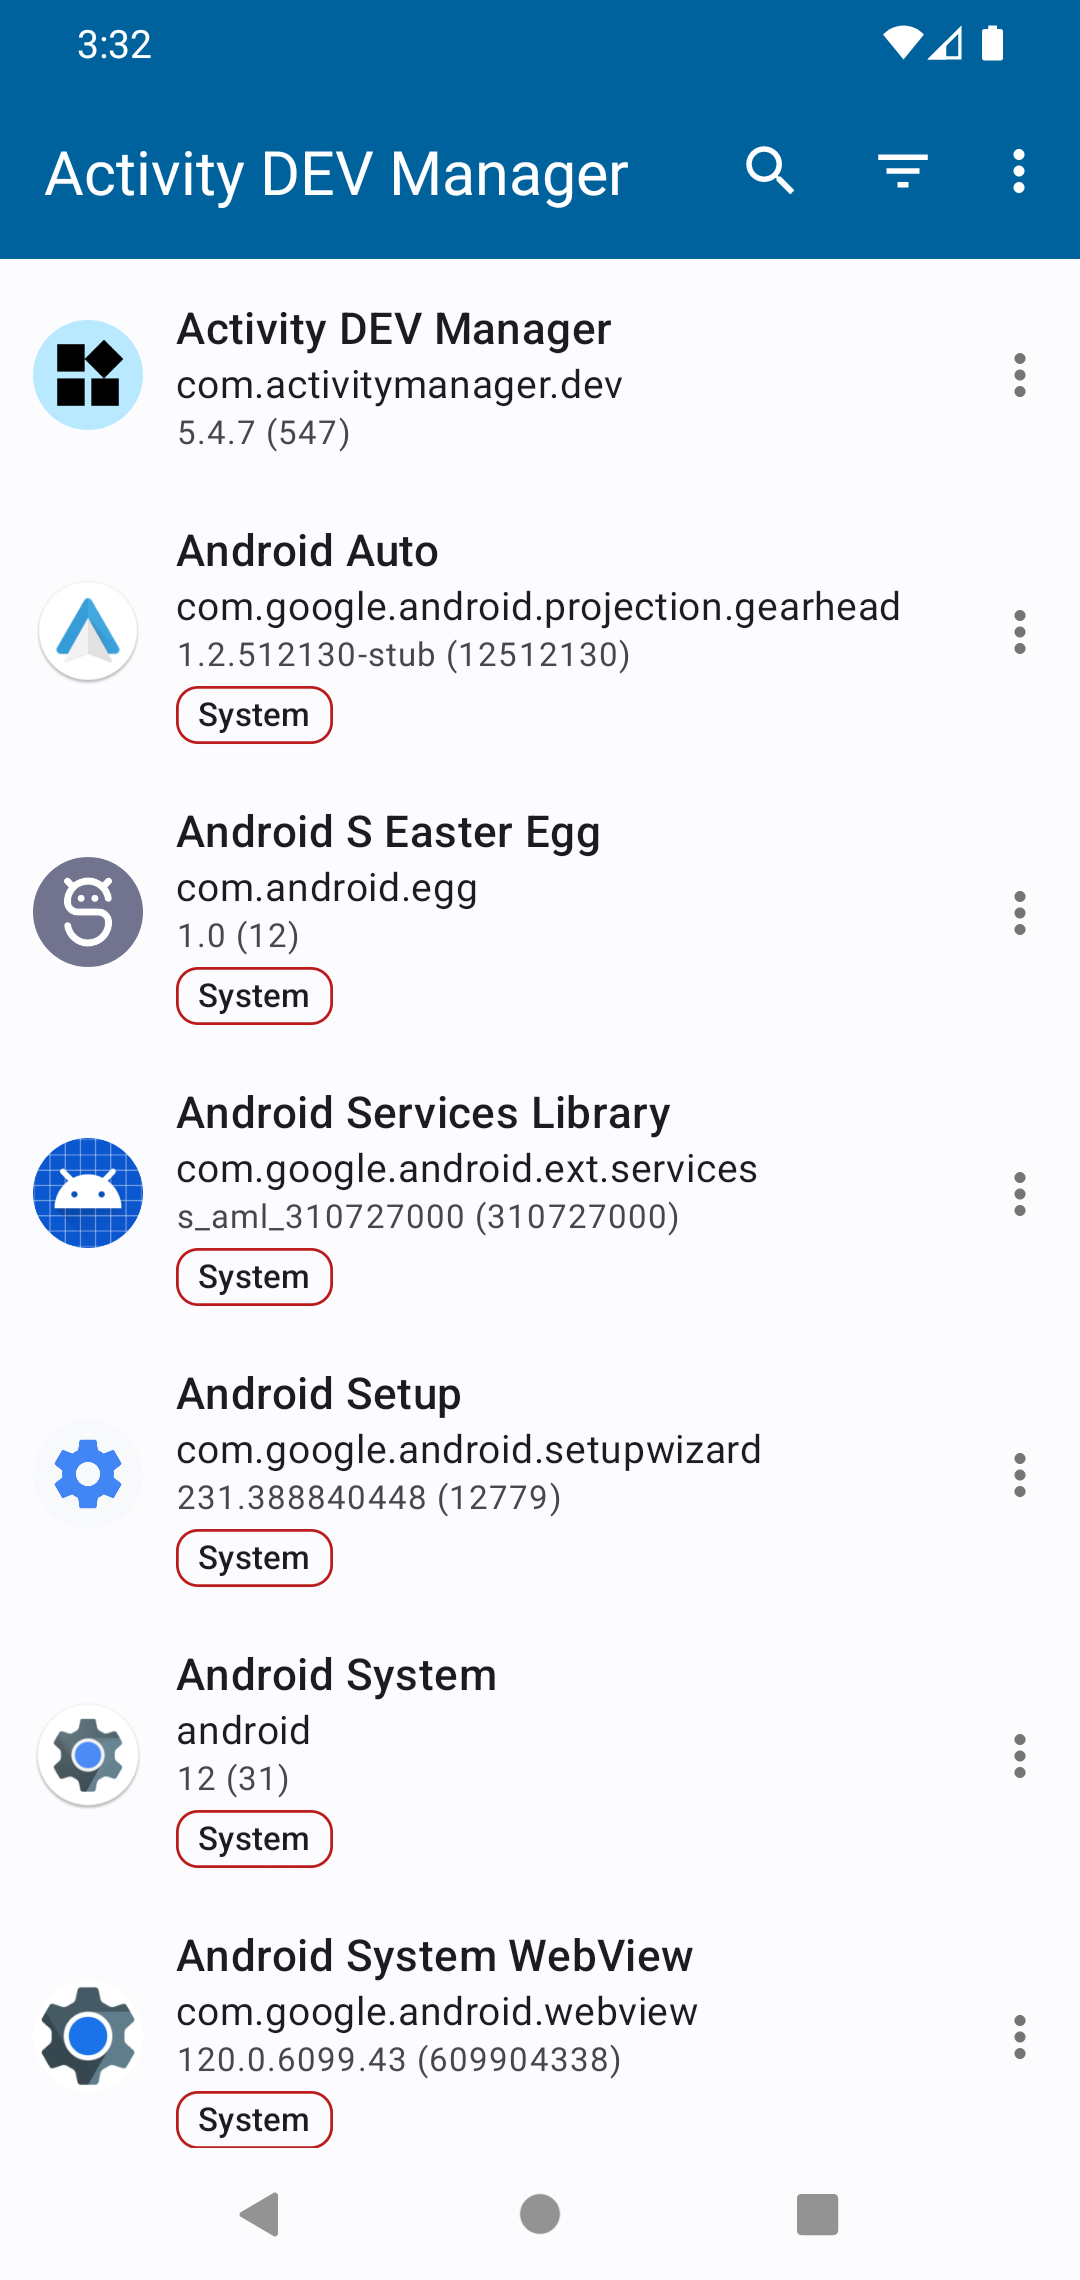 3:32
Activity DEV Manager
Activity DEV Manager
com.activitymanager.dev
5.4.7 (547)
Android Auto
com.google.android.projection.gearhead
1.2.512130-stub (12512130)
System
Android S Easter Egg
com.android.egg
1.0 (12)
System
Android Services Library
com.google.android.ext.services
s_aml_310727000 (310727000)
System
Android Setup
com.google.android.setupwizard
231.388840448 (12779)
System
Android System
android
12 (31)
System
Android System WebView
com.google.android.webview
120.0.6099.43 (609904338)
System